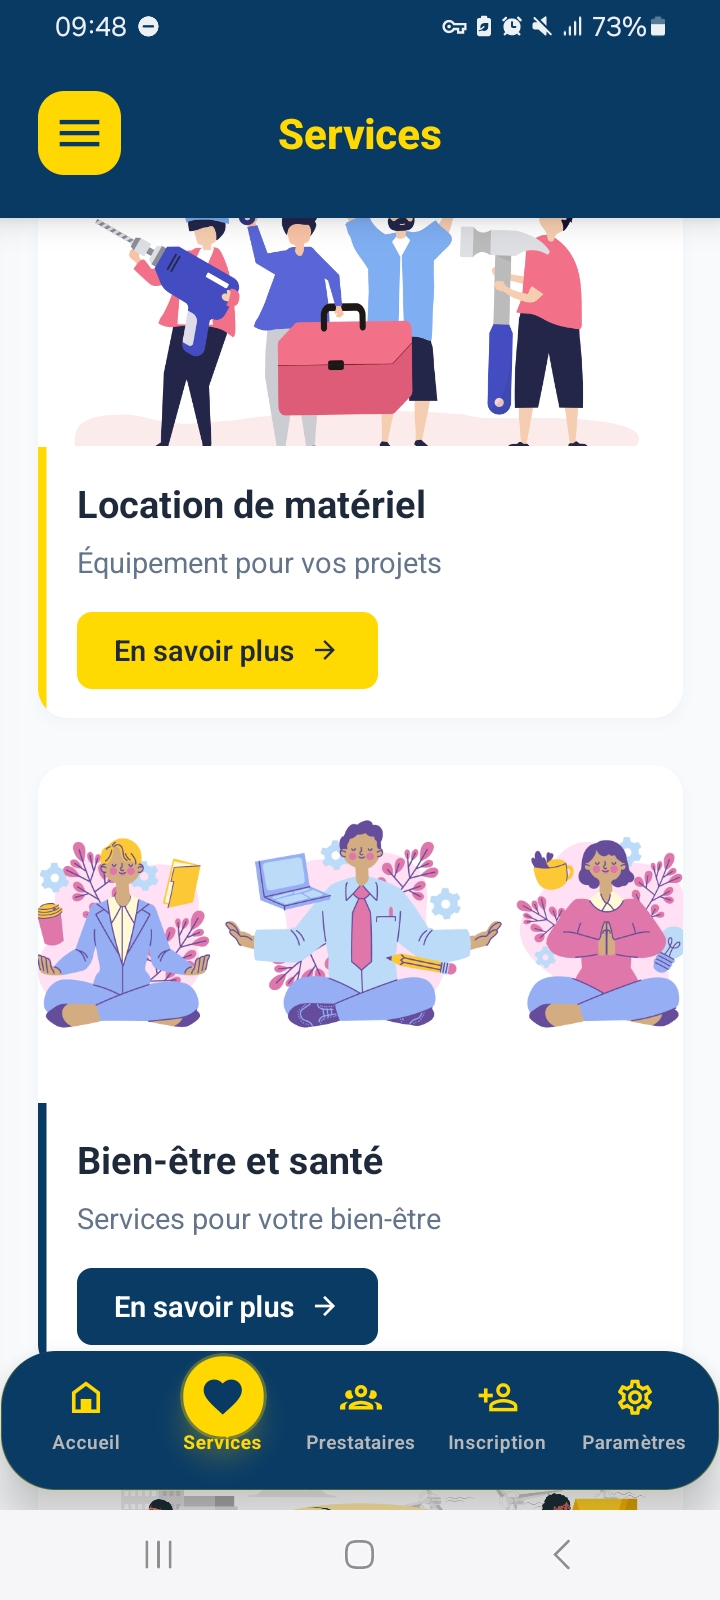 09:48
73%
Services
Location de matériel
Équipement pour vos projets
En savoir plus →
Bien-être et santé
Services pour votre bien-être
En savoir plus →
Accueil
Services
Prestataires
Inscription
Paramètres